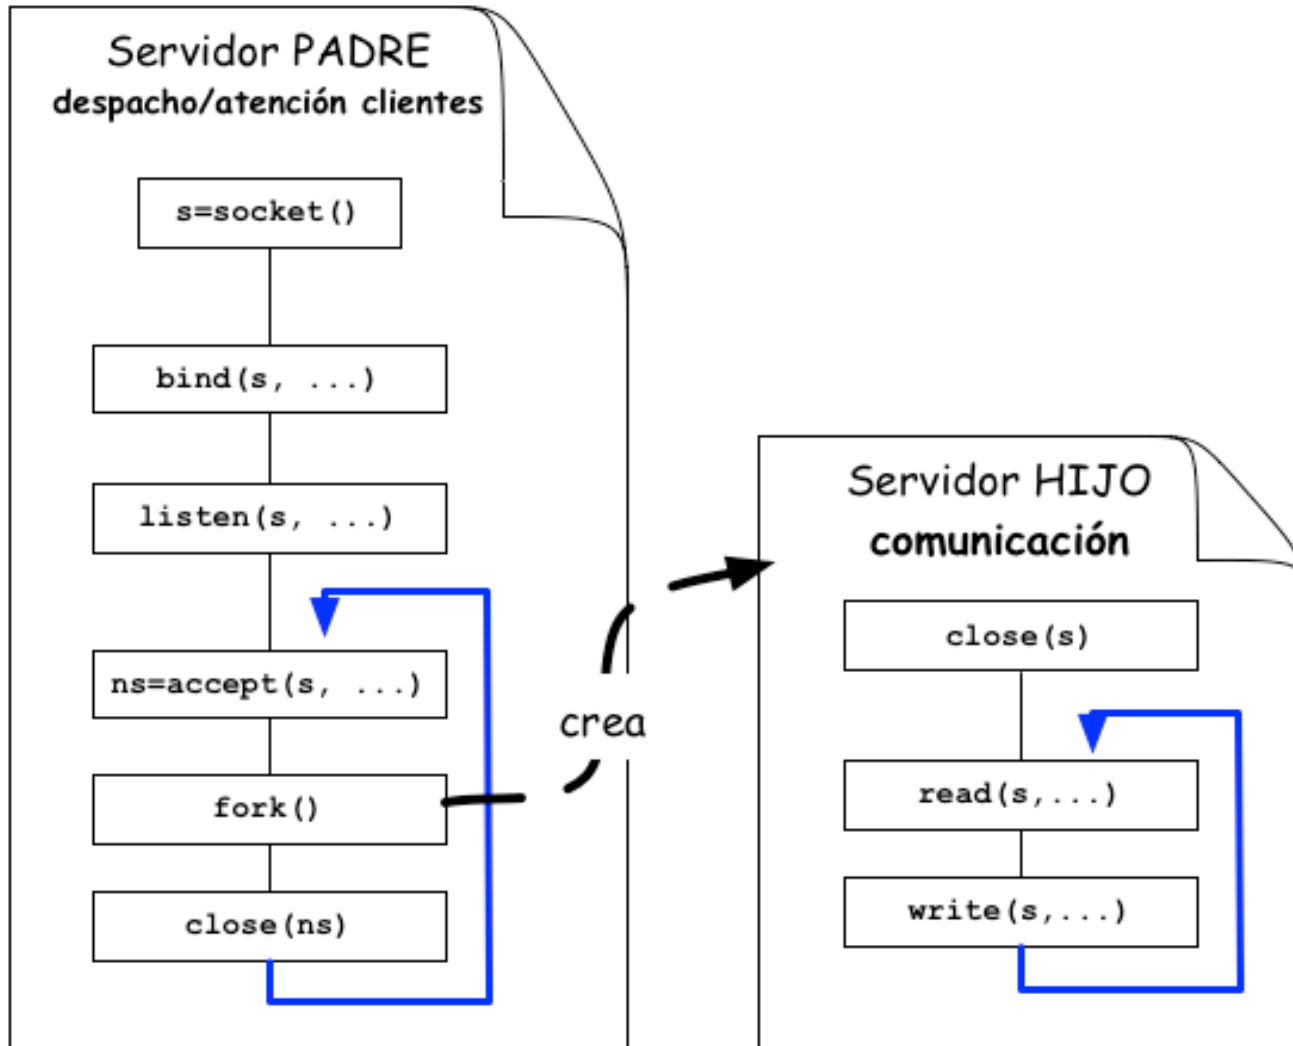 Servidor PADRE
despacho/atención clientes
s=socket()
bind(s, ...)
listen(s, ...)
ns=accept(s, ...)
fork()
close(ns)
crea
Servidor HIJO
comunicación
close(s)
read(s,...)
write(s,...)